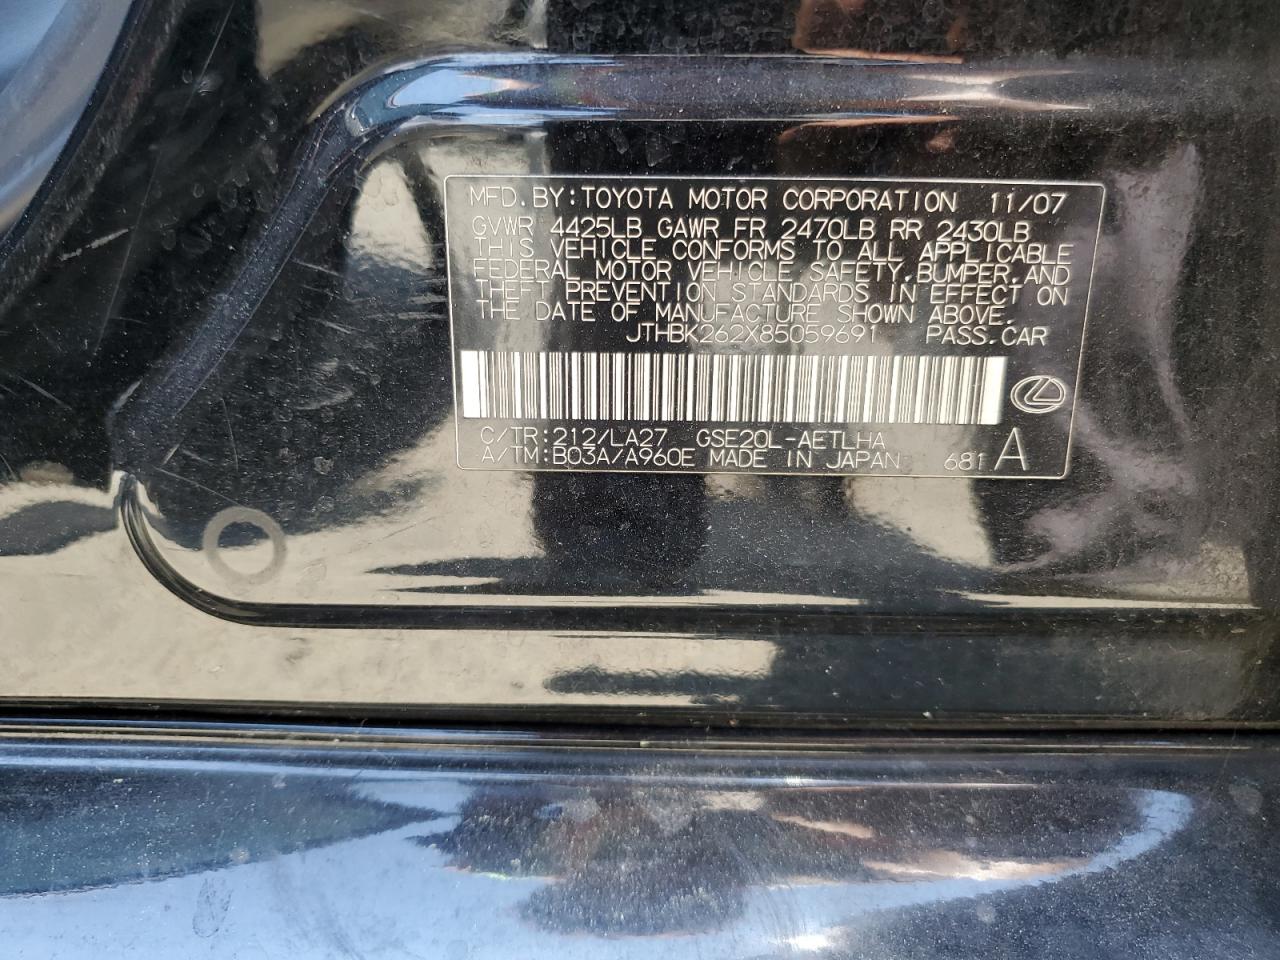 MFD.BY:TOYOTA MOTOR CORPORATION 11/07
GVWR 4425LB GAWR FR 2470LB RR 2430LB
THIS VEHICLE CONFORMS TO ALL APPLICABLE
FEDERAL MOTOR VEHICLE SAFETY,BUMPER,AND
THEFT PREVENTION STANDARDS IN EFFECT ON
THE DATE OF MANUFACTURE SHOWN ABOVE.
JTHBK262X85059691 PASS.CAR
C/TR:212/LA27 GSE20L-AETLHA
A/TM:B03A/A960E MADE IN JAPAN 681 A